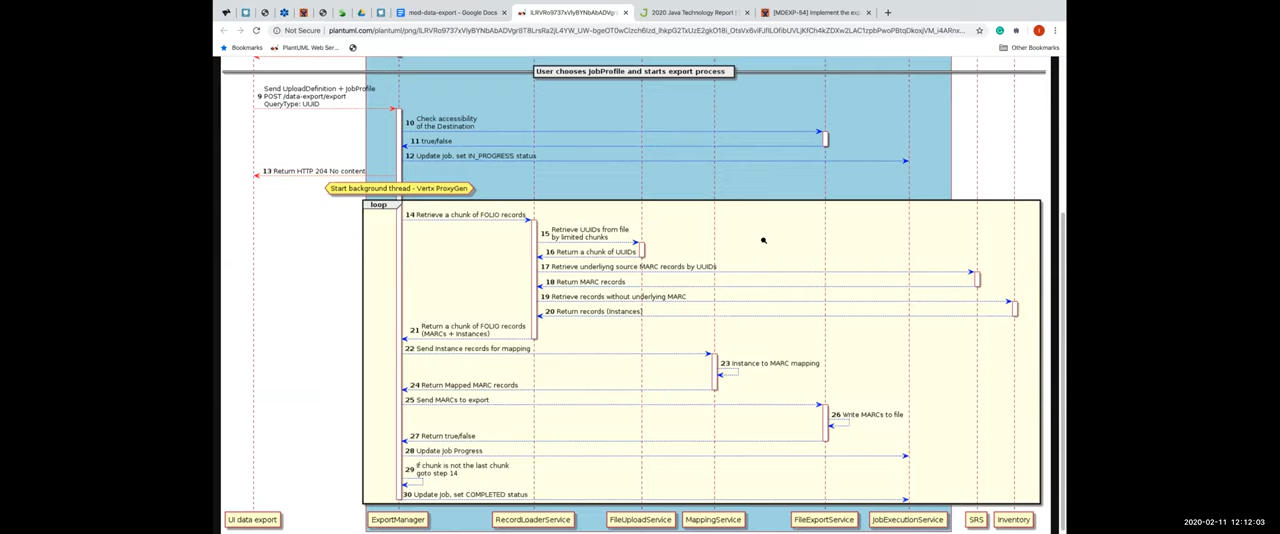 mod-data-export - Google Docs
2020 Java Technology Report |
[MDEXP-54] Implement the exp
Not Secure
Bookmarks
PlantUML Web Ser...
Other Bookmarks
User chooses JobProfile and starts export process
Send UploadDefinition + JobProfile
9 POST /data-export/export
QueryType: UUID
10 Check accessibility
of the Destination
11 true/false
12 Update job, set IN_PROGRESS status
13 Return HTTP 204 No content
Start background thread - Vertx ProxyGen
loop
14 Retrieve a chunk of FOLIO records
15 Retrieve UUIDs from file
by limited chunks
16 Return a chunk of UUIDs
17 Retrieve underliyng source MARC records by UUIDs
18 Return MARC records
19 Retrieve records without underlying MARC
20 Return records (Instances)
21 Return a chunk of FOLIO records
(MARCs + Instances)
22 Send Instance records for mapping
23 Instance to MARC mapping
24 Return Mapped MARC records
25 Send MARCs to export
26 Write MARCs to file
27 Return true/false
28 Update Job Progress
29 if chunk is not the last chunk
goto step 14
30 Update Job, set COMPLETED status
UI data export
ExportManager
RecordLoaderService
FileUploadService
MappingService
FileExportService
JobExecutionService
SRS
Inventory
2020-02-11 12:12:03